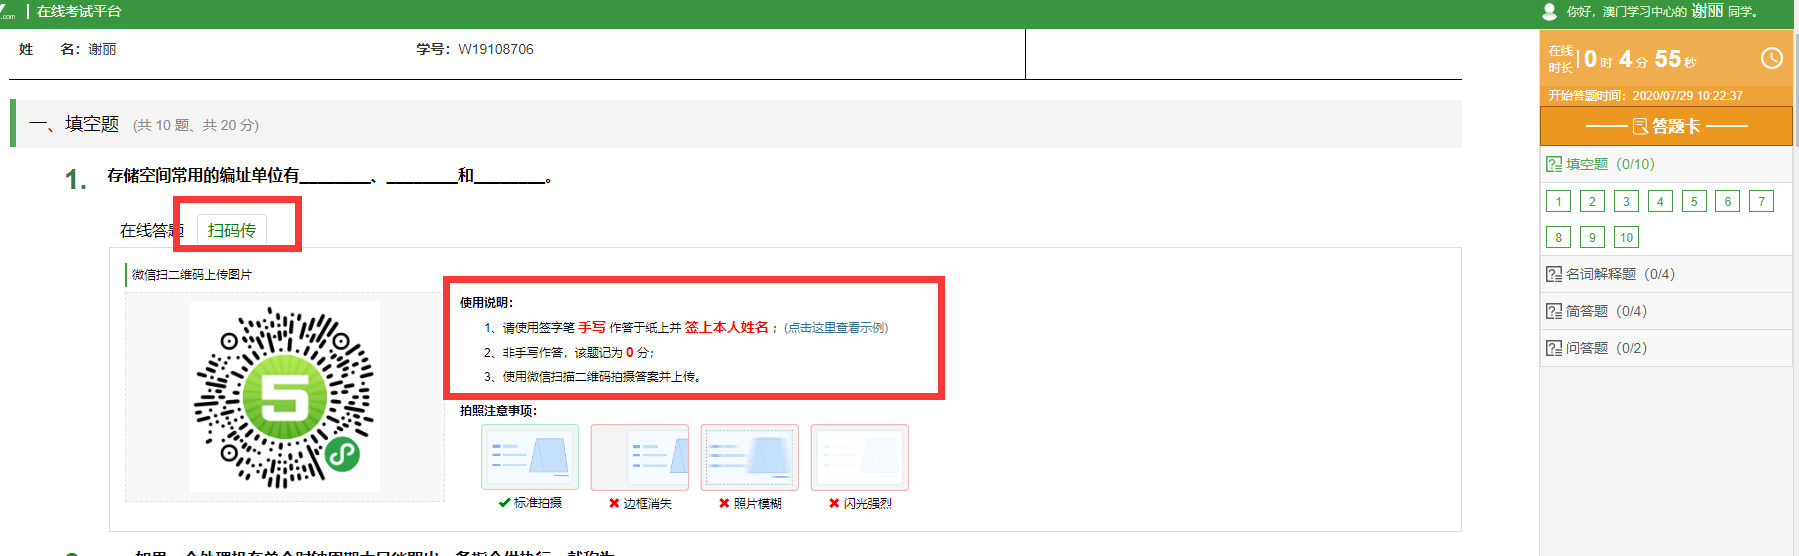 .com 在线考试平台
你好，澳门学习中心的 谢丽 同学。
姓 名：谢丽
学号：W19108706
在线时长 0时 4分 55秒
开始答题时间：2020/07/29 10:22:37
答题卡
填空题（0/10）
1 2 3 4 5 6 7
8 9 10
名词解释题（0/4）
简答题（0/4）
问答题（0/2）
一、填空题 (共 10 题、共 20 分)
1. 存储空间常用的编址单位有________、________和________。
在线答题 扫码传
微信扫二维码上传图片
5
使用说明：
1、请使用签字笔 手写 作答于纸上并 签上本人姓名 ；(点击这里查看示例)
2、非手写作答，该题记为 0 分；
3、使用微信扫描二维码拍摄答案并上传。
拍照注意事项：
标准拍摄 边框消失 照片模糊 闪光强烈